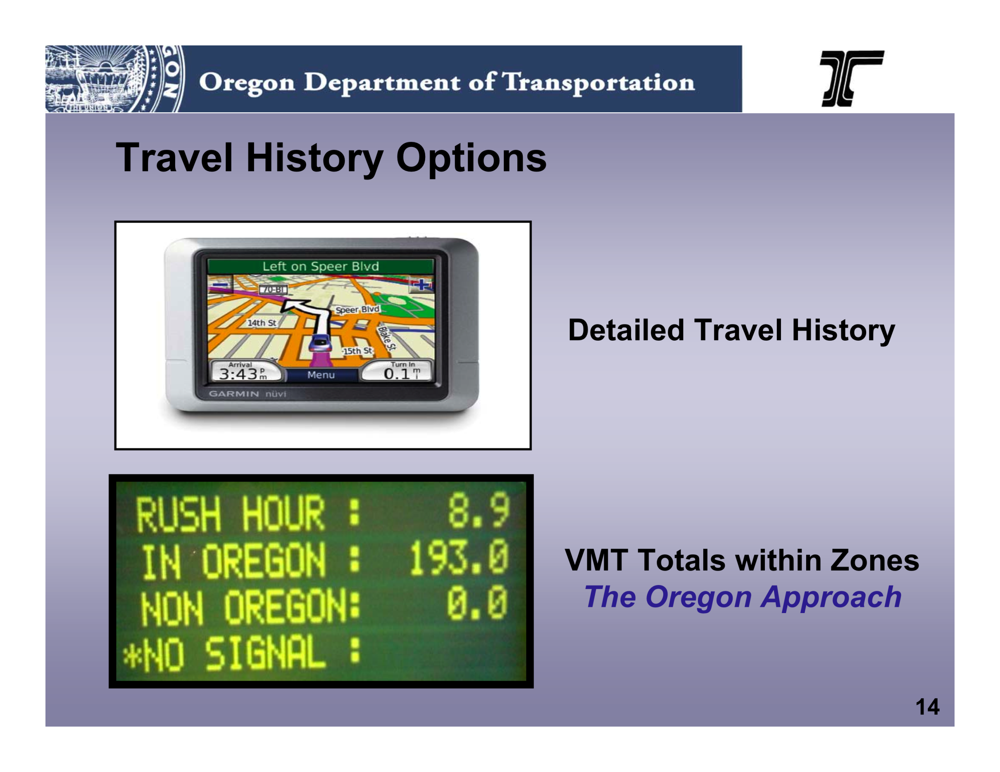 GON
THE UNION
Oregon Department of Transportation
Travel History Options
Left on Speer Blvd
70-Bl
Speer Blvd
14th St
Blake St
15th St
Arrival
3:43 pm
Menu
Turn In
0.1 mi
GARMIN nüvi
Detailed Travel History
RUSH HOUR : 8.9
IN OREGON : 193.0
NON OREGON: 0.0
*NO SIGNAL :
VMT Totals within Zones
The Oregon Approach
14